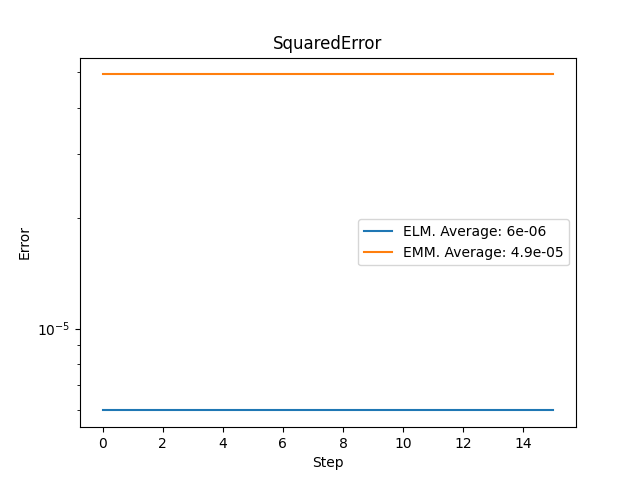 SquaredError
Error
10⁻⁵
ELM. Average: 6e-06
EMM. Average: 4.9e-05
0 2 4 6 8 10 12 14
Step